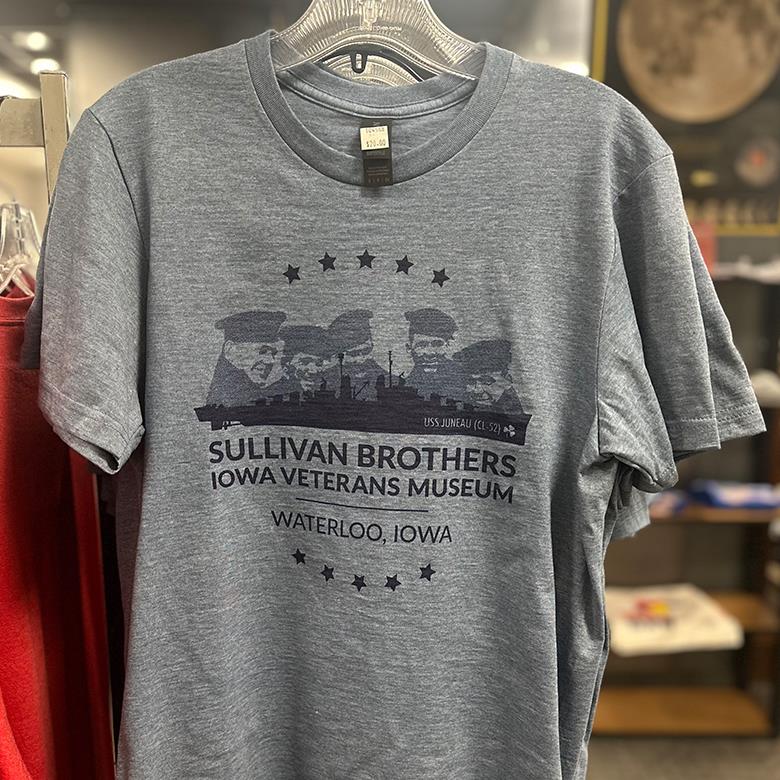 $20.00
USS JUNEAU (CL-52)
SULLIVAN BROTHERS
IOWA VETERANS MUSEUM
WATERLOO, IOWA